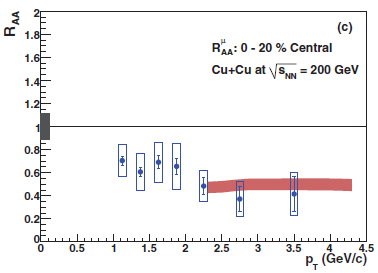 R_AA
2
1.8
1.6
1.4
1.2
1
0.8
0.6
0.4
0.2
0
(c)
R^μ_AA: 0 - 20 % Central
Cu+Cu at √s_NN = 200 GeV
0 0.5 1 1.5 2 2.5 3 3.5 4 4.5
p_T (GeV/c)